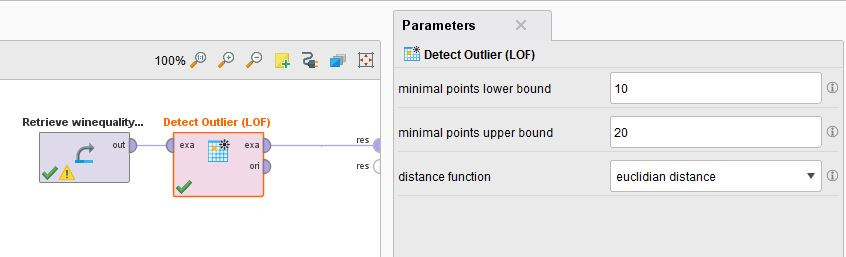 Parameters
100%
Detect Outlier (LOF)
minimal points lower bound
10
Retrieve winequality...
Detect Outlier (LOF)
minimal points upper bound
20
out
exa
exa
res
ori
res
distance function
euclidian distance